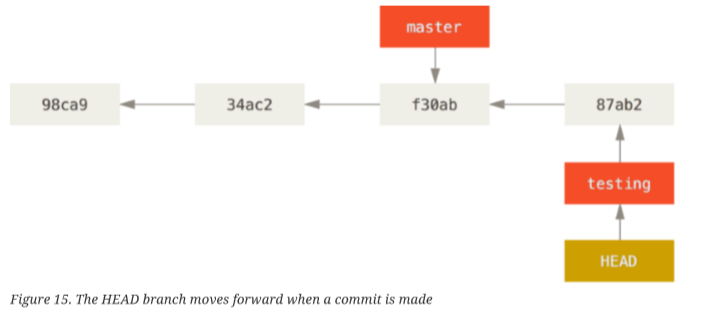 master
98ca9
34ac2
f30ab
87ab2
testing
HEAD
Figure 15. The HEAD branch moves forward when a commit is made